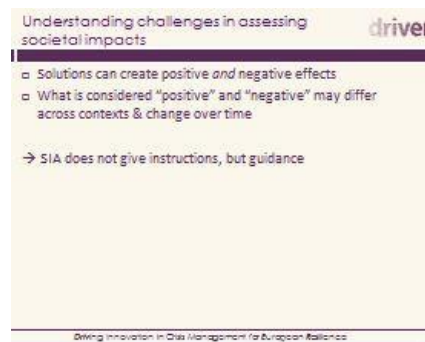 Understanding challenges in assessing
societal impacts
driver
▫ Solutions can create positive and negative effects
▫ What is considered “positive” and “negative” may differ
across contexts & change over time
→ SIA does not give instructions, but guidance
Driving Innovation in Crisis Management for European Resilience